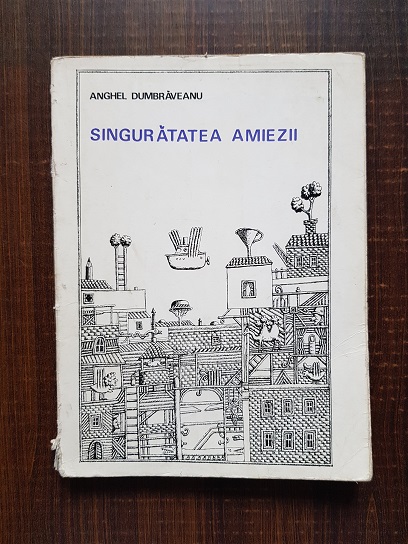 ANGHEL DUMBRĂVEANU
SINGURĂTATEA AMIEZII